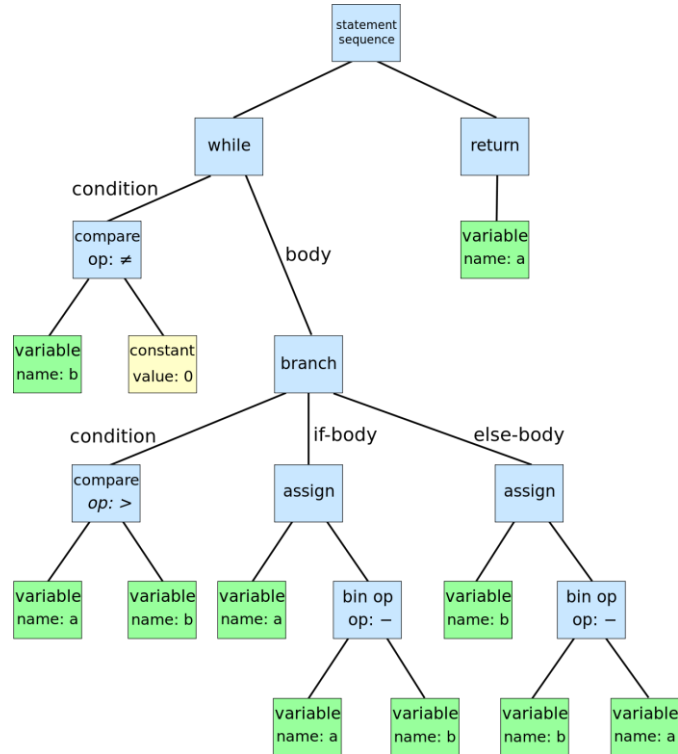 statement
sequence
while
return
condition
body
compare
op: ≠
variable
name: a
variable
name: b
constant
value: 0
branch
condition
if-body
else-body
compare
op: >
assign
assign
variable
name: a
variable
name: b
variable
name: a
bin op
op: −
variable
name: b
bin op
op: −
variable
name: a
variable
name: b
variable
name: b
variable
name: a